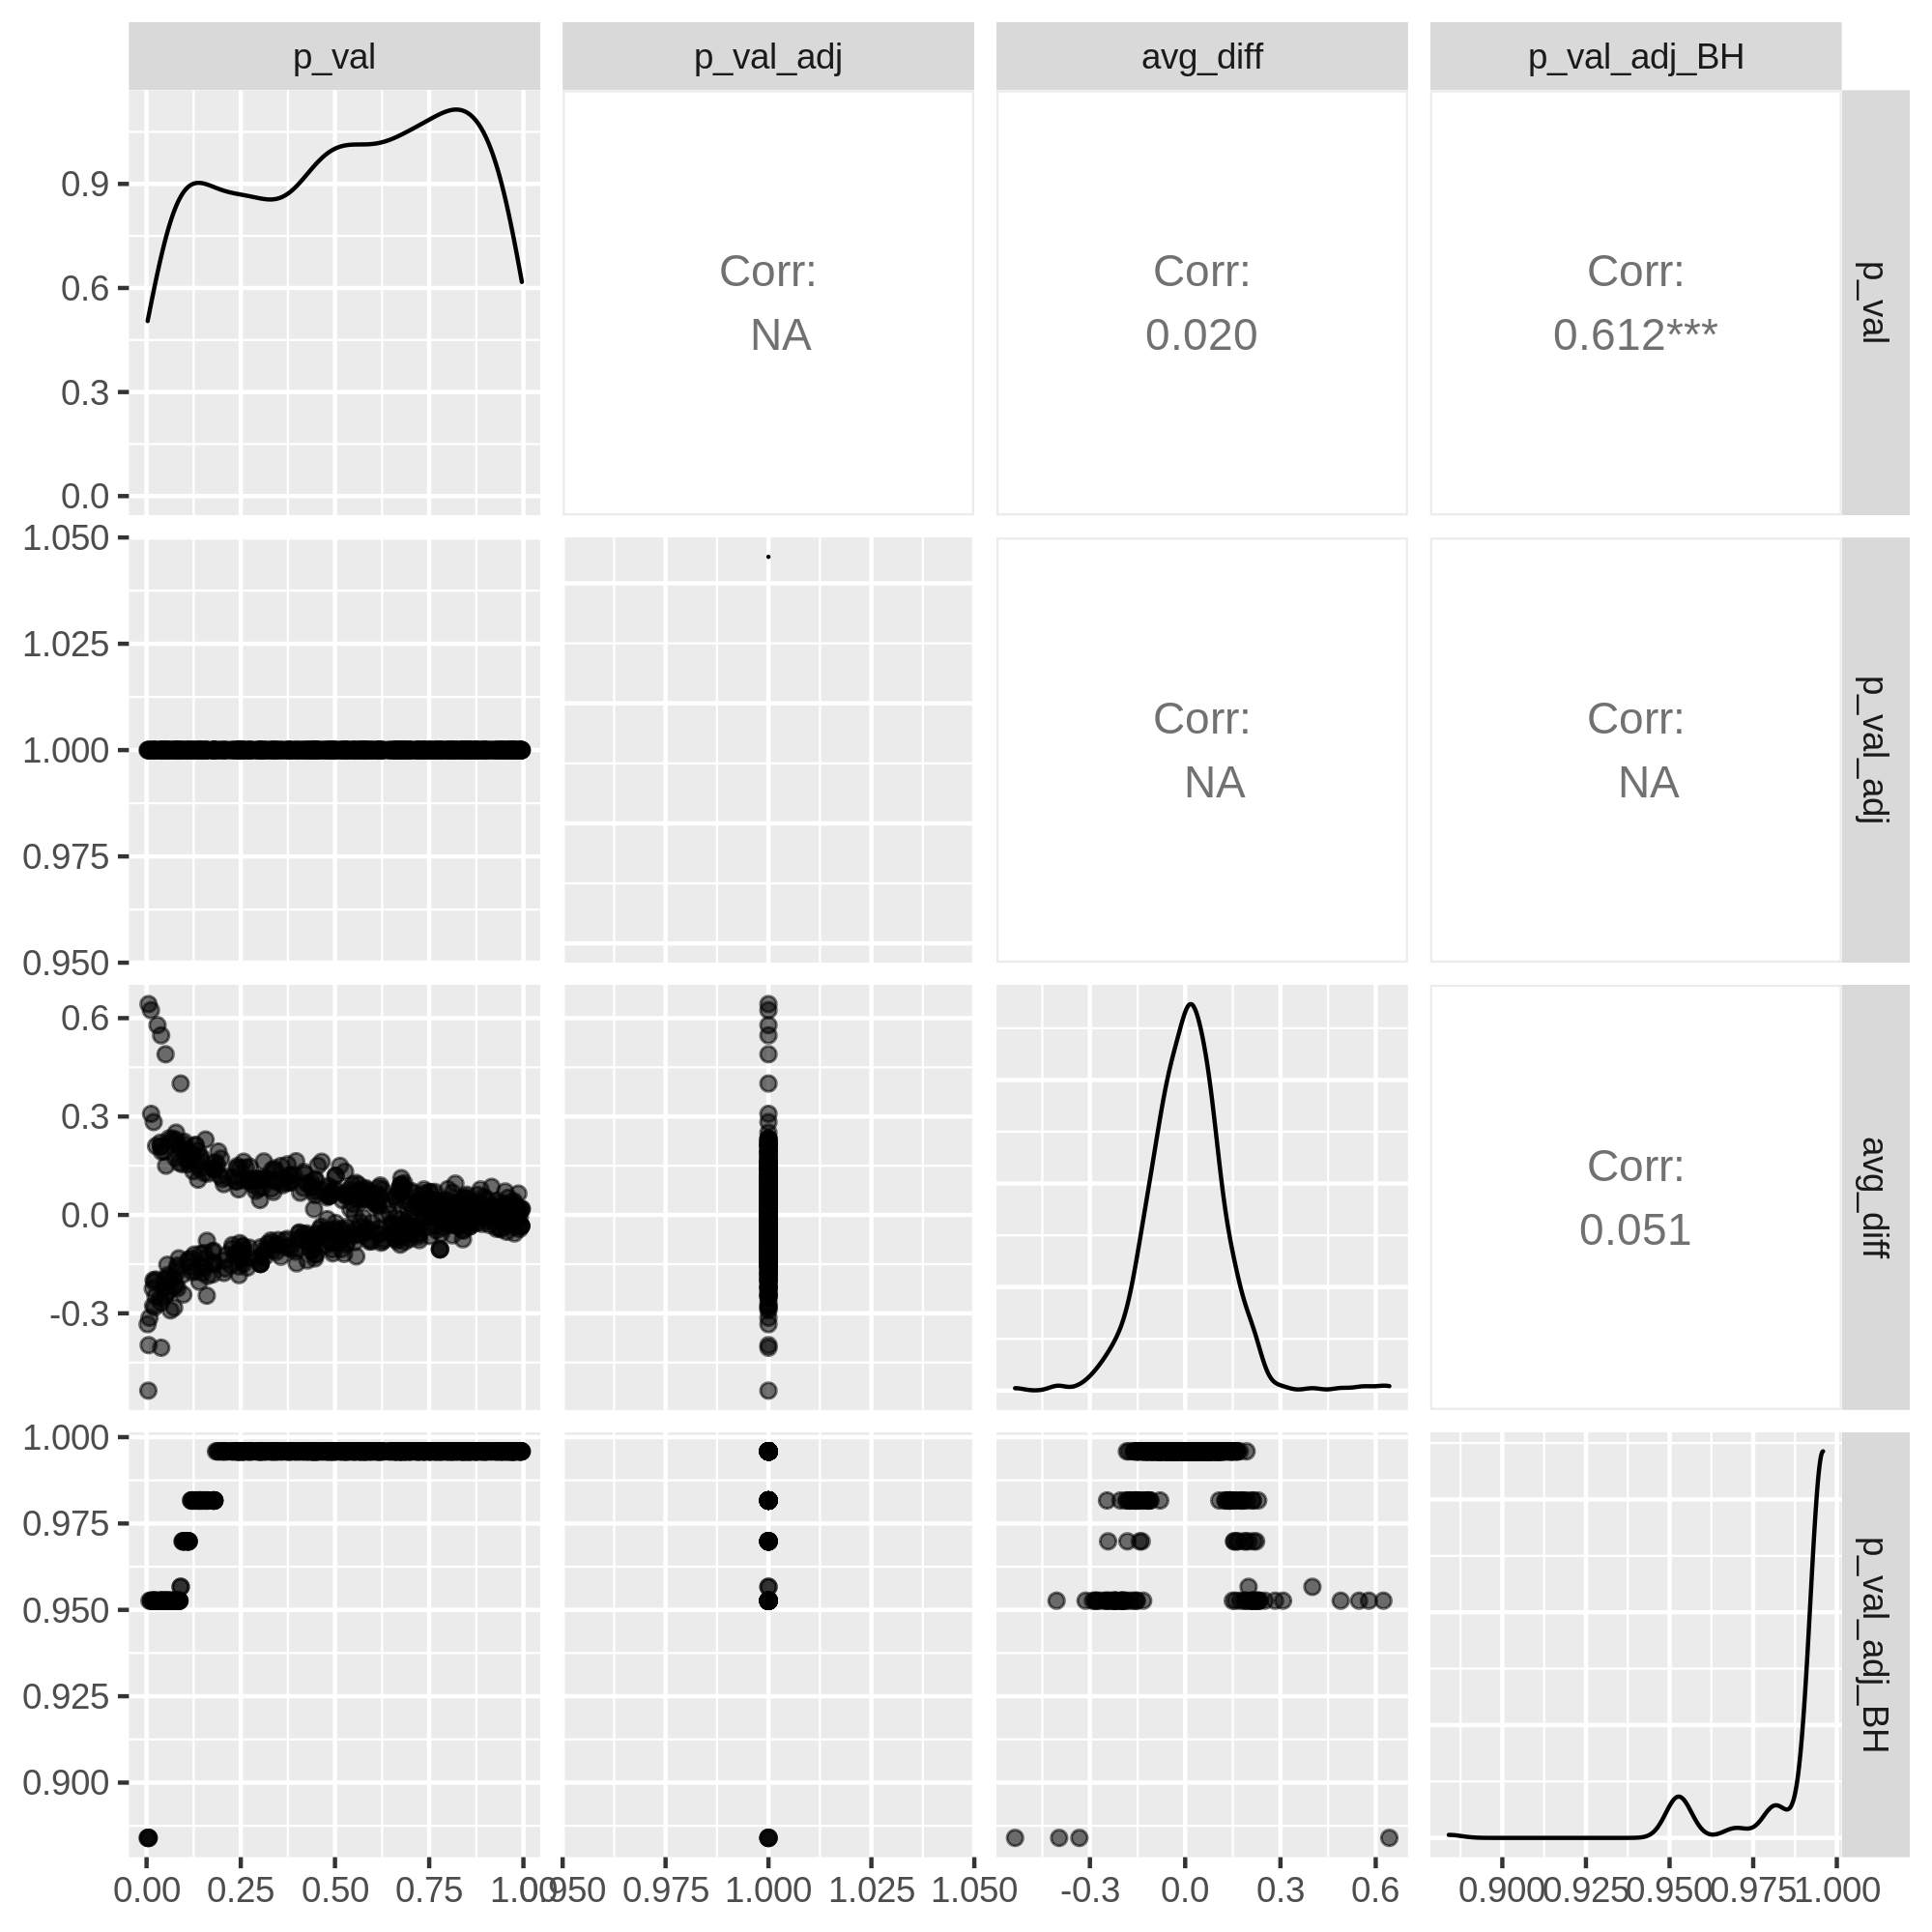 p_val p_val_adj avg_diff p_val_adj_BH
0.9
0.6
0.3
0.0
Corr:
NA
Corr:
0.020
Corr:
0.612***
p_val
1.050
1.025
1.000
0.975
0.950
Corr:
NA
Corr:
NA
p_val_adj
0.6
0.3
0.0
-0.3
Corr:
0.051
avg_diff
1.000
0.975
0.950
0.925
0.900
p_val_adj_BH
0.00 0.25 0.50 0.75 1.00
0.950 0.975 1.000 1.025 1.050
-0.3 0.0 0.3 0.6
0.900 0.925 0.950 0.975 1.000